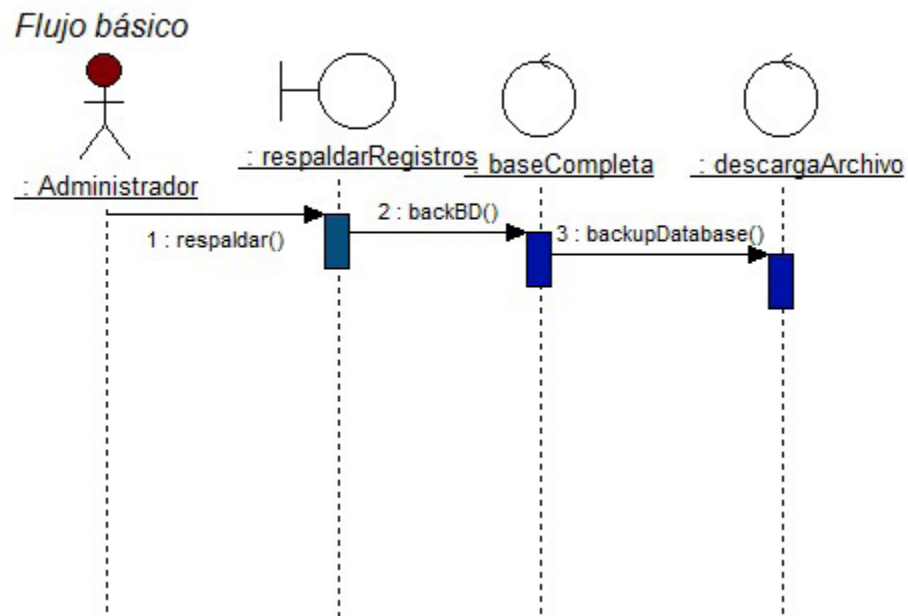 Flujo básico
: respaldarRegistros
: baseCompleta
: descargaArchivo
: Administrador
1 : respaldar()
2 : backBD()
3 : backupDatabase()